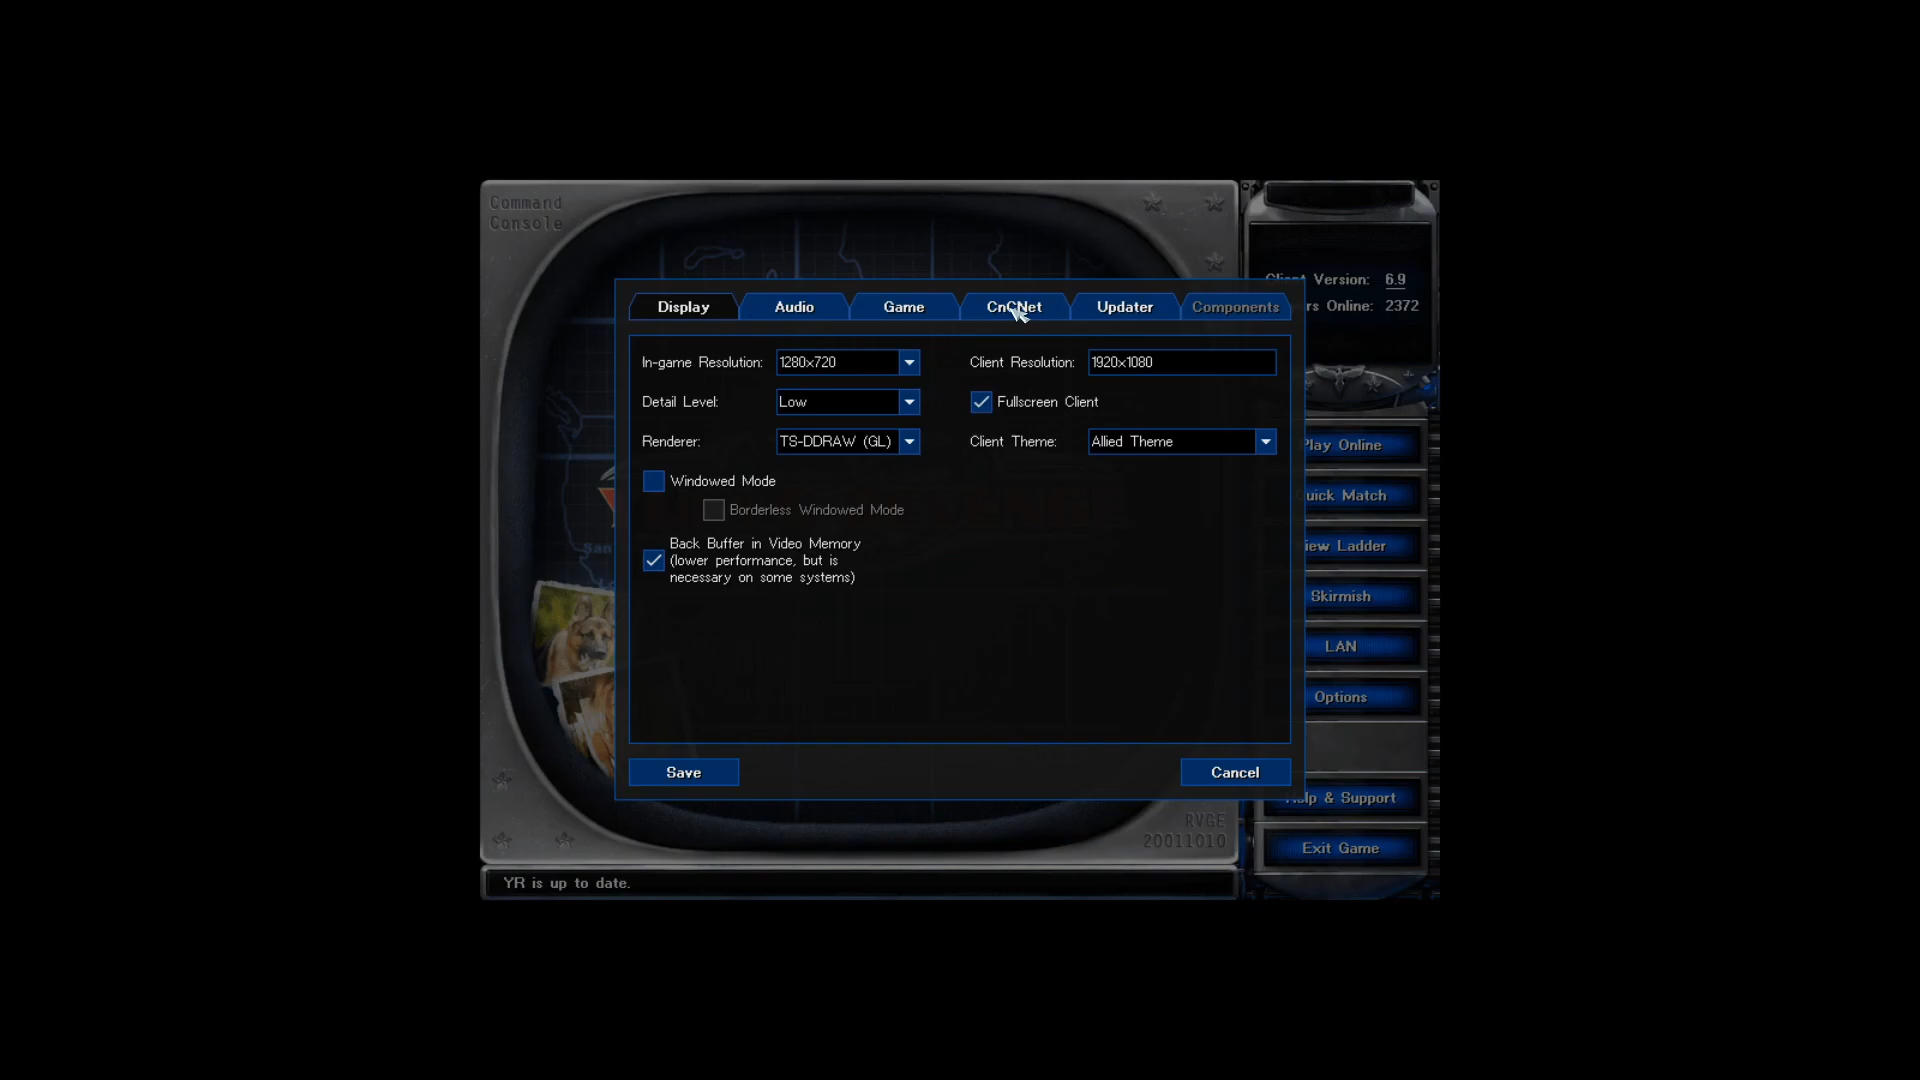 Command
Console
Client Version: 6.9
rs Online: 2372
Display
Audio
Game
CnCNet
Updater
Components
In-game Resolution: 1280x720
Client Resolution: 1920x1080
Detail Level: Low
Fullscreen Client
Renderer: TS-DDRAW (GL)
Client Theme: Allied Theme
Windowed Mode
Borderless Windowed Mode
Back Buffer in Video Memory
(lower performance, but is
necessary on some systems)
Save
Cancel
Play Online
uick Match
iew Ladder
Skirmish
LAN
Options
Help & Support
Exit Game
San
RVGE
20011010
YR is up to date.